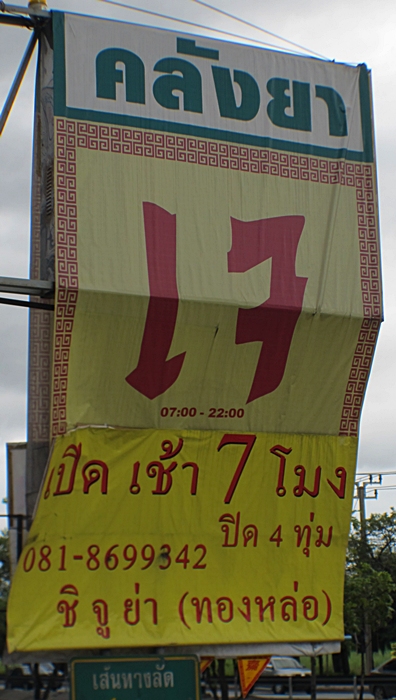 คลังยา
เจ
07:00 - 22:00
เปิด เช้า 7 โมง
ปิด 4 ทุ่ม
081-8699342
ชิ จู ย่า (ทองหล่อ)
เส้นทางลัด